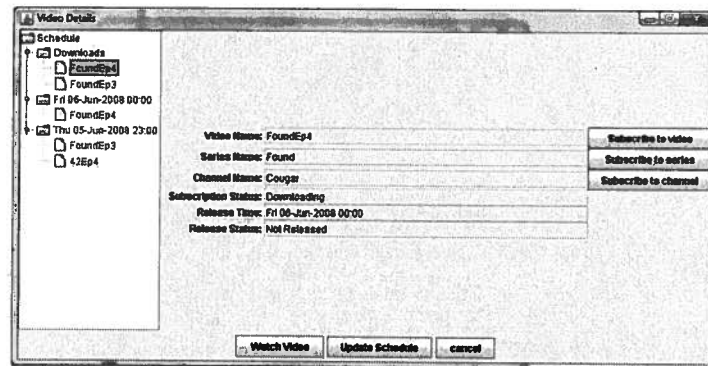 Video Details
Schedule
Downloads
FoundEp4
FoundEp3
Fri 06-Jun-2008 00:00
FoundEp4
Thu 05-Jun-2008 23:00
FoundEp3
42Ep4
Video Name: FoundEp4
Series Name: Found
Channel Name: Cougar
Subscription Status: Downloading
Release Time: Fri 06-Jun-2008 00:00
Release Status: Not Released
Subscribe to video
Subscribe to series
Subscribe to channel
Watch Video
Update Schedule
cancel